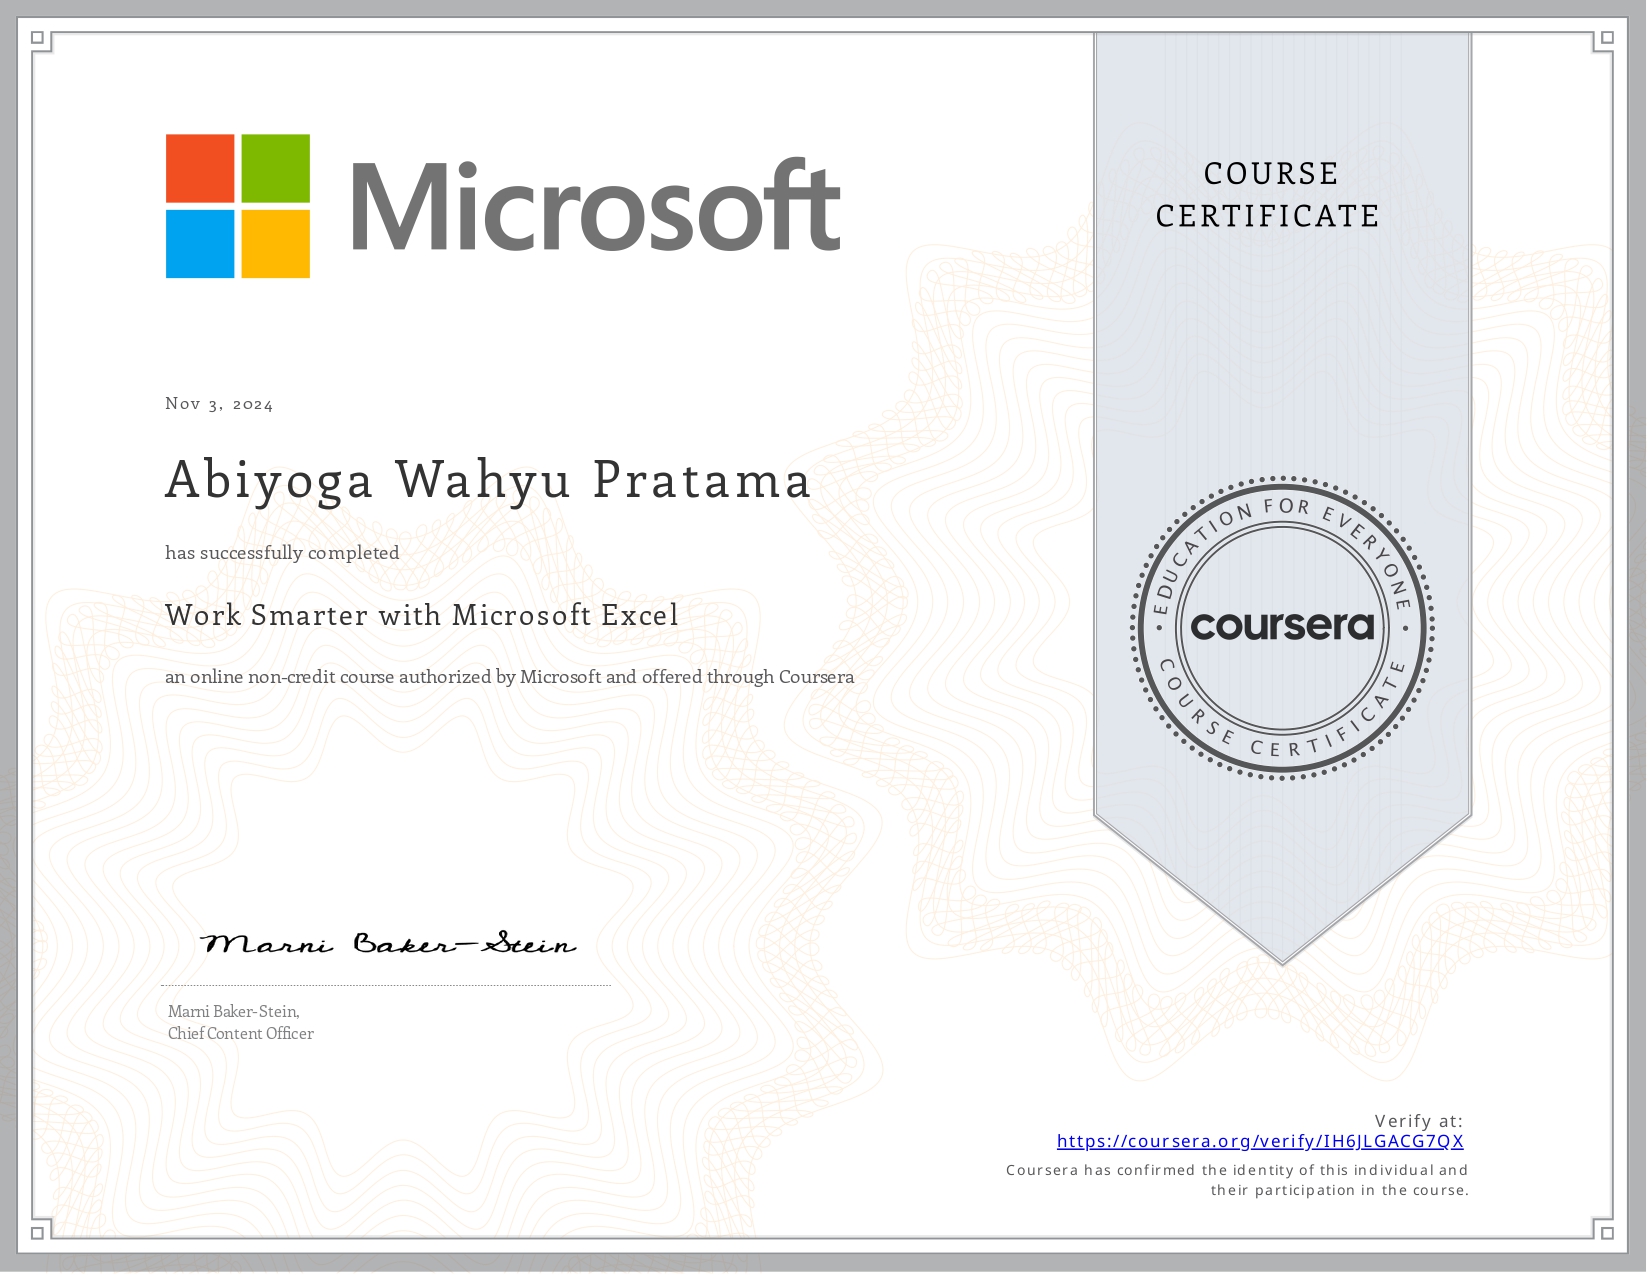 Microsoft
COURSE
CERTIFICATE
Nov 3, 2024
Abiyoga Wahyu Pratama
has successfully completed
Work Smarter with Microsoft Excel
an online non-credit course authorized by Microsoft and offered through Coursera
EDUCATION FOR EVERYONE
coursera
COURSE CERTIFICATE
Marni Baker-Stein
Marni Baker-Stein,
Chief Content Officer
Verify at:
https://coursera.org/verify/IH6JLGACG7QX
Coursera has confirmed the identity of this individual and
their participation in the course.